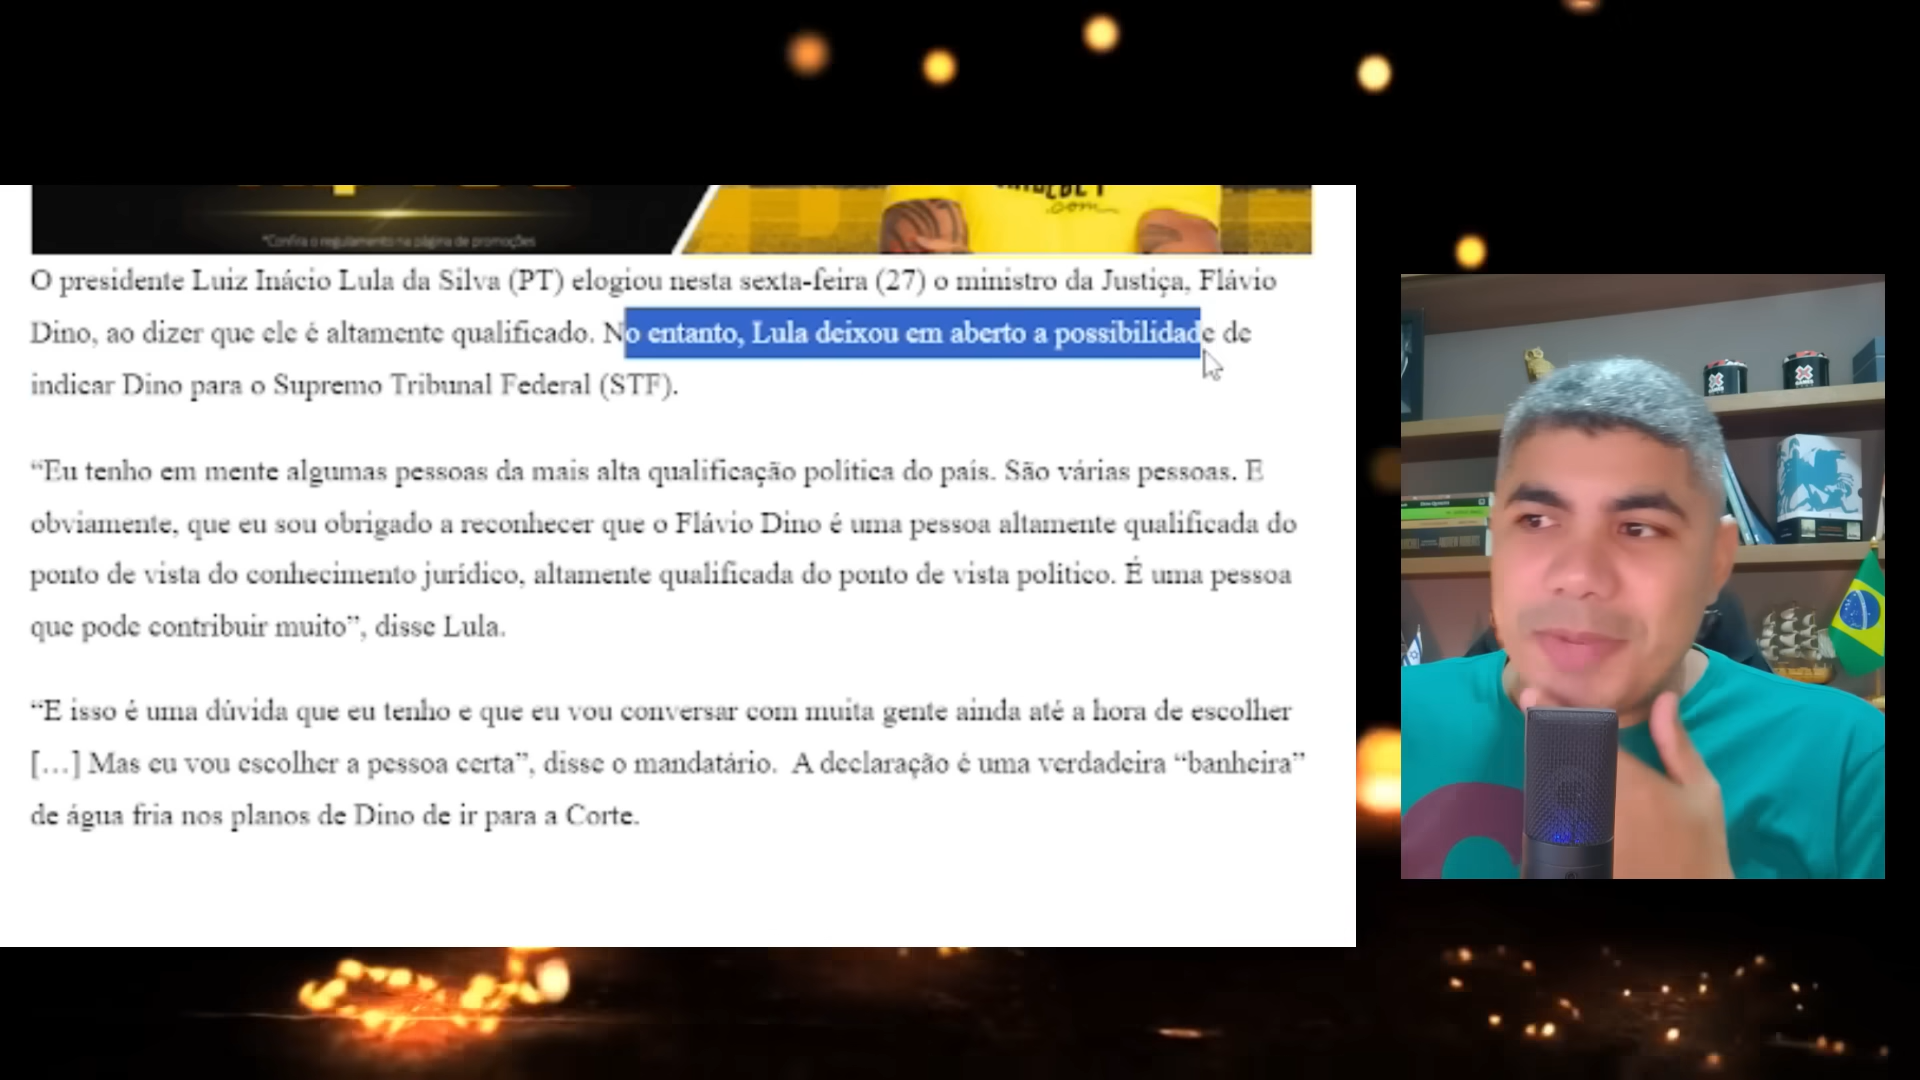 .com
*Confira o regulamento na página de promoções
O presidente Luiz Inácio Lula da Silva (PT) elogiou nesta sexta-feira (27) o ministro da Justiça, Flávio
Dino, ao dizer que ele é altamente qualificado. No entanto, Lula deixou em aberto a possibilidade de
indicar Dino para o Supremo Tribunal Federal (STF).
“Eu tenho em mente algumas pessoas da mais alta qualificação política do país. São várias pessoas. E
obviamente, que eu sou obrigado a reconhecer que o Flávio Dino é uma pessoa altamente qualificada do
ponto de vista do conhecimento jurídico, altamente qualificada do ponto de vista político. É uma pessoa
que pode contribuir muito”, disse Lula.
“E isso é uma dúvida que eu tenho e que eu vou conversar com muita gente ainda até a hora de escolher
[…] Mas eu vou escolher a pessoa certa”, disse o mandatário. A declaração é uma verdadeira “banheira”
de água fria nos planos de Dino de ir para a Corte.